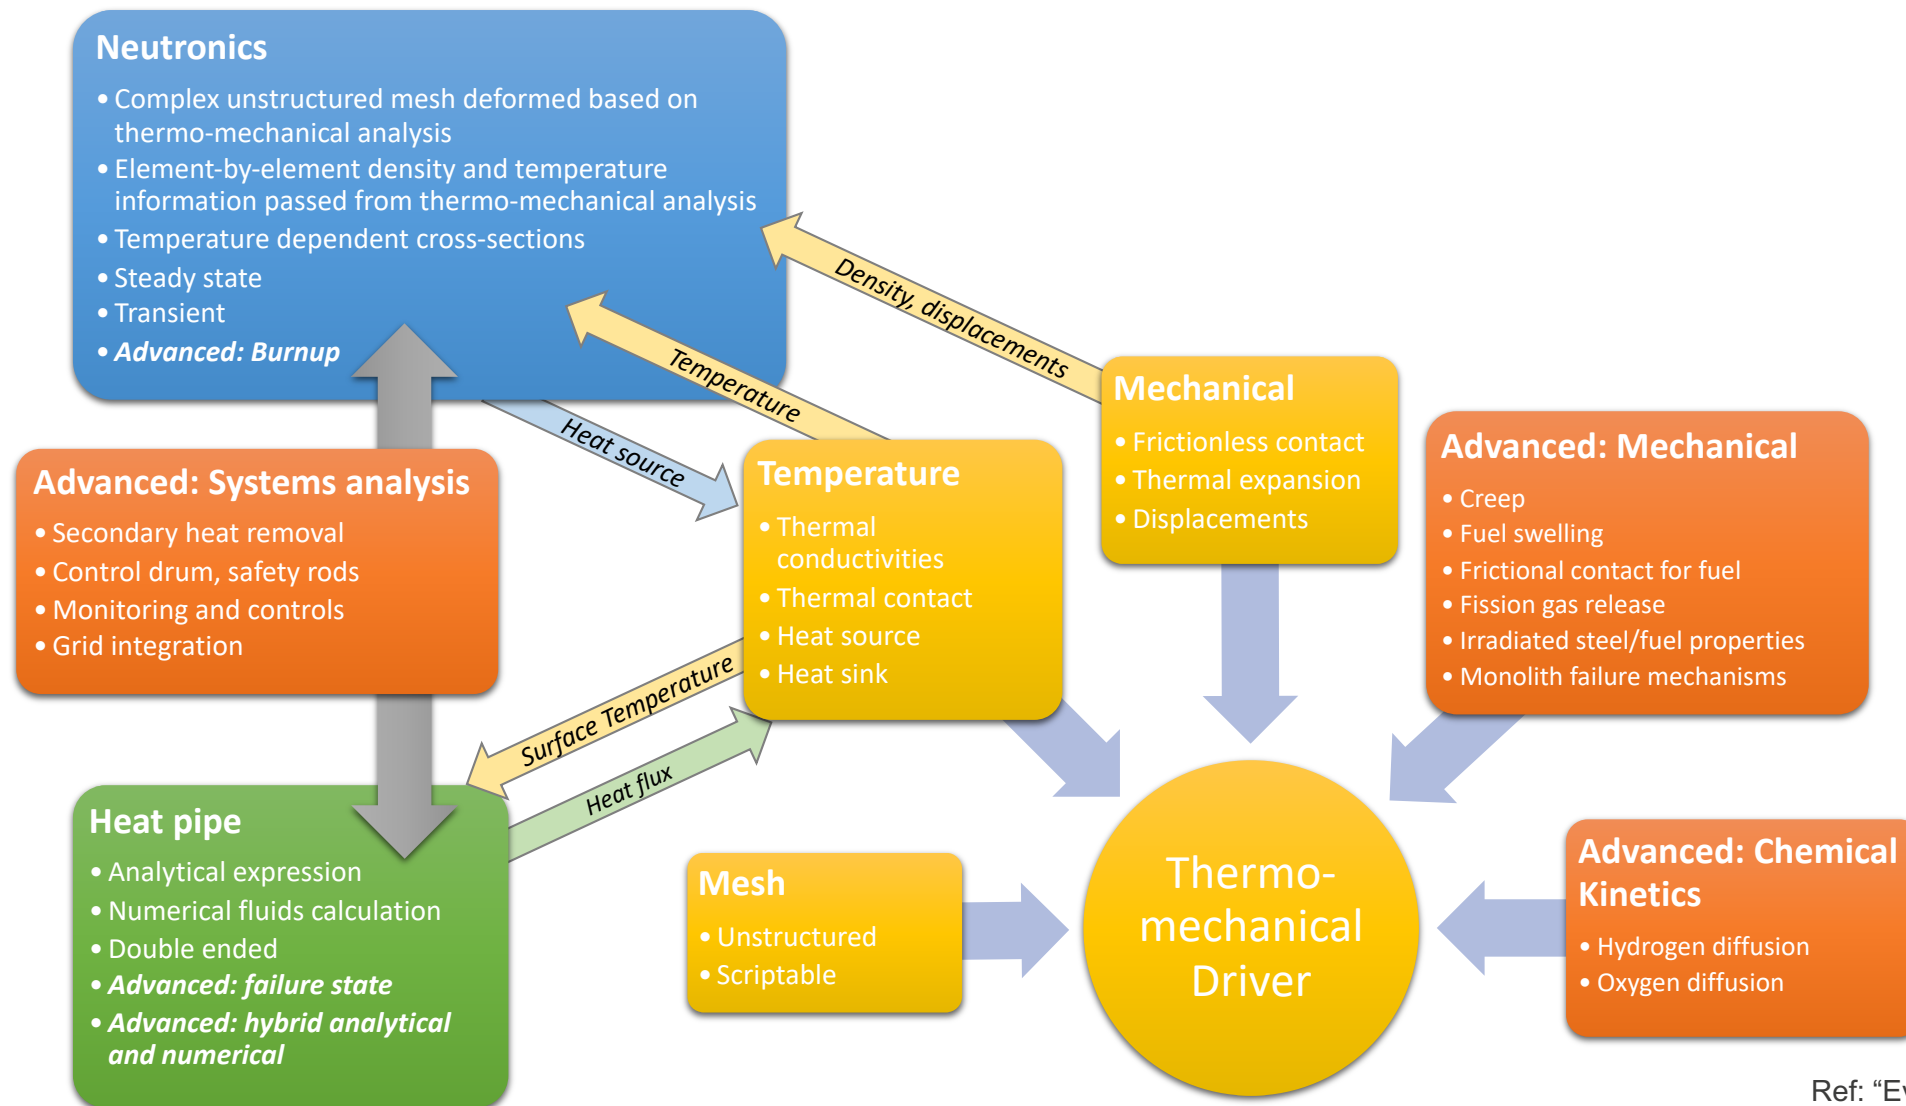 Neutronics
• Complex unstructured mesh deformed based on
thermo-mechanical analysis
• Element-by-element density and temperature
information passed from thermo-mechanical analysis
• Temperature dependent cross-sections
• Steady state
• Transient
• Advanced: Burnup
Density, displacements
Temperature
Heat source
Mechanical
• Frictionless contact
• Thermal expansion
• Displacements
Advanced: Mechanical
• Creep
• Fuel swelling
• Frictional contact for fuel
• Fission gas release
• Irradiated steel/fuel properties
• Monolith failure mechanisms
Advanced: Systems analysis
• Secondary heat removal
• Control drum, safety rods
• Monitoring and controls
• Grid integration
Temperature
• Thermal
conductivities
• Thermal contact
• Heat source
• Heat sink
Surface Temperature
Heat flux
Heat pipe
• Analytical expression
• Numerical fluids calculation
• Double ended
• Advanced: failure state
• Advanced: hybrid analytical
and numerical
Mesh
• Unstructured
• Scriptable
Thermo-
mechanical
Driver
Advanced: Chemical
Kinetics
• Hydrogen diffusion
• Oxygen diffusion
Ref: “Ev